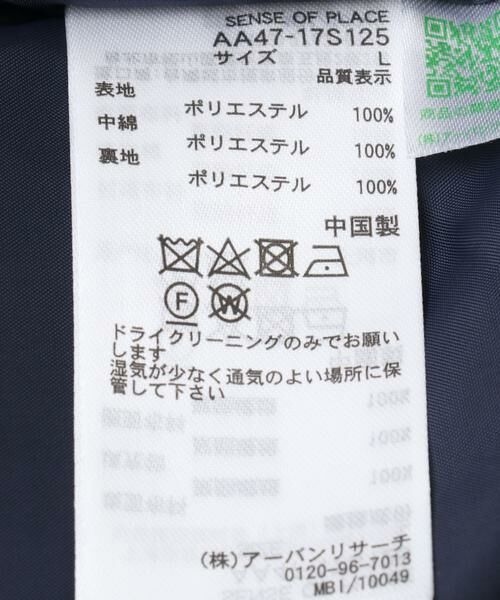 SENSE OF PLACE
AA47-17S125
サイズ L
品質表示
表地 ポリエステル 100%
中綿 ポリエステル 100%
裏地 ポリエステル 100%
中国製
F W
ドライクリーニングのみでお願い
します
湿気が少なく通気のよい場所に保
管して下さい
(株)アーバンリサーチ
0120-96-7013
MBI/10049